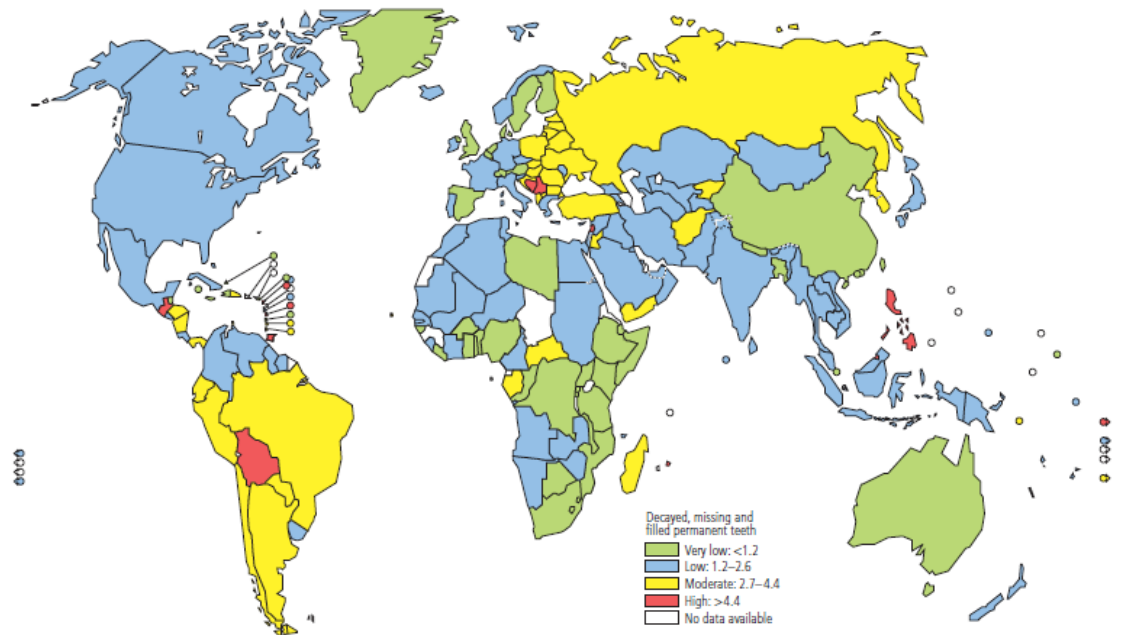 Decayed, missing and
filled permanent teeth
Very low: <1.2
Low: 1.2–2.6
Moderate: 2.7–4.4
High: >4.4
No data available